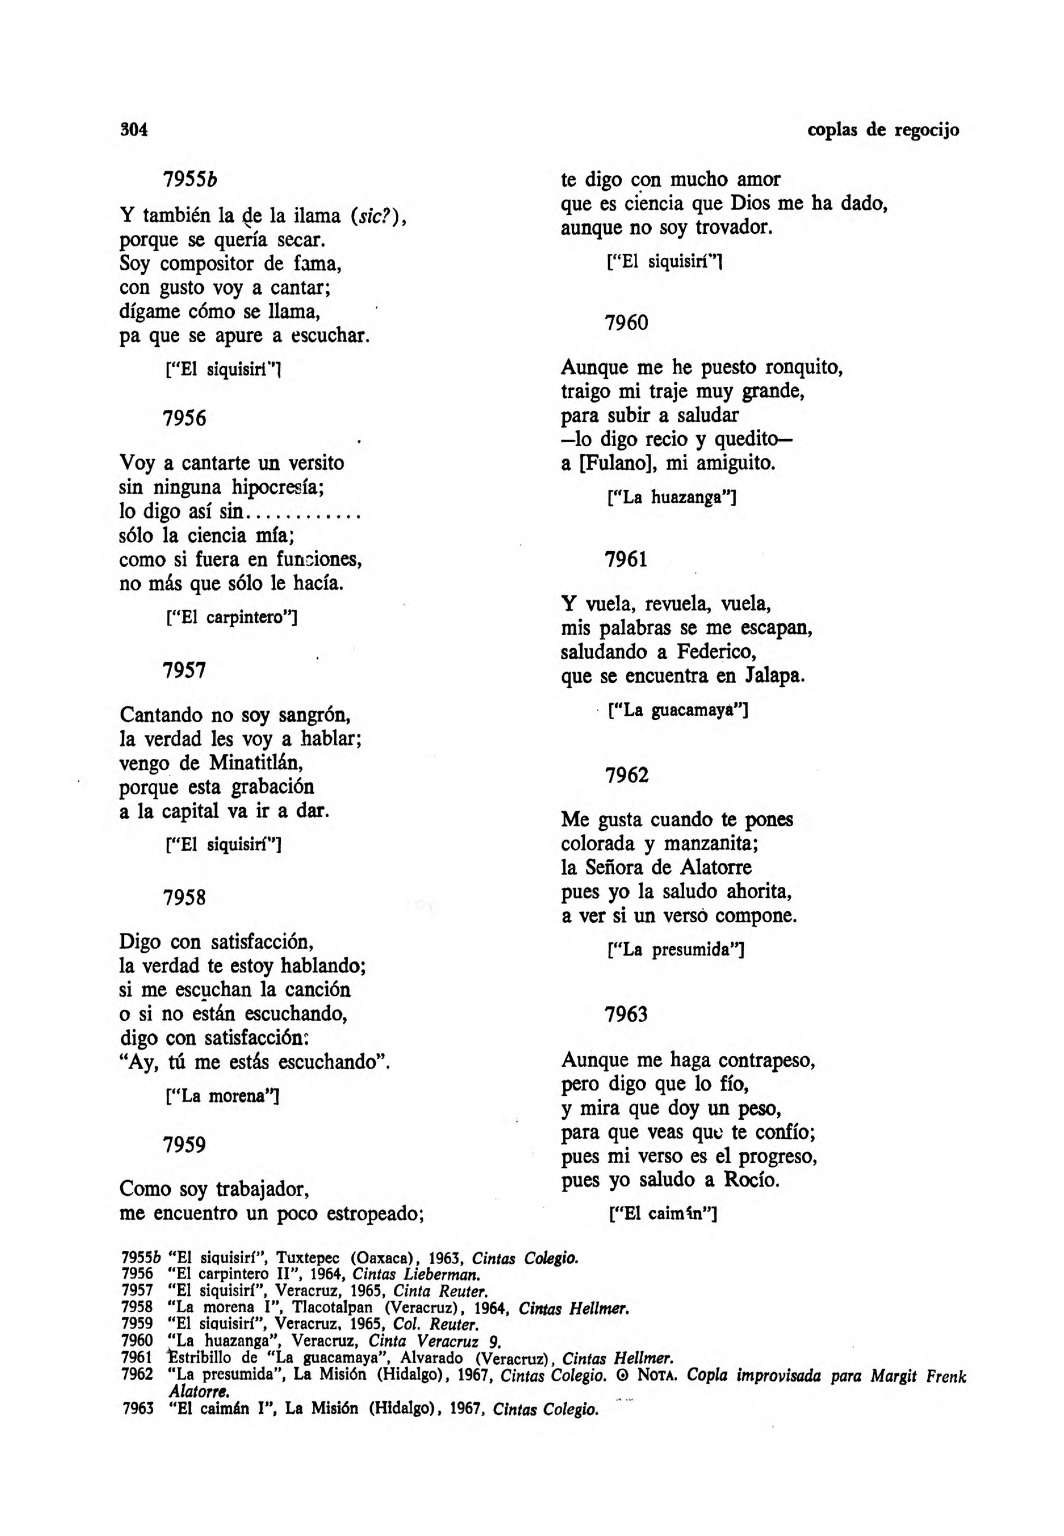 304
coplas de regocijo
7955b
Y también la de la ilama (sic?),
porque se quería secar.
Soy compositor de fama,
con gusto voy a cantar;
dígame cómo se llama,
pa que se apure a escuchar.
["El siquisirí"]
7956
Voy a cantarte un versito
sin ninguna hipocresía;
lo digo así sin............
sólo la ciencia mía;
como si fuera en funciones,
no más que sólo le hacía.
["El carpintero"]
7957
Cantando no soy sangrón,
la verdad les voy a hablar;
vengo de Minatitlán,
porque esta grabación
a la capital va ir a dar.
["El siquisirí"]
7958
Digo con satisfacción,
la verdad te estoy hablando;
si me escuchan la canción
o si no están escuchando,
digo con satisfacción:
"Ay, tú me estás escuchando".
["La morena"]
7959
Como soy trabajador,
me encuentro un poco estropeado;
te digo con mucho amor
que es ciencia que Dios me ha dado,
aunque no soy trovador.
["El siquisirí"]
7960
Aunque me he puesto ronquito,
traigo mi traje muy grande,
para subir a saludar
—lo digo recio y quedito—
a [Fulano], mi amiguito.
["La huazanga"]
7961
Y vuela, revuela, vuela,
mis palabras se me escapan,
saludando a Federico,
que se encuentra en Jalapa.
["La guacamaya"]
7962
Me gusta cuando te pones
colorada y manzanita;
la Señora de Alatorre
pues yo la saludo ahorita,
a ver si un verso compone.
["La presumida"]
7963
Aunque me haga contrapeso,
pero digo que lo fío,
y mira que doy un peso,
para que veas que te confío;
pues mi verso es el progreso,
pues yo saludo a Rocío.
["El caimán"]
7955b "El siquisirí", Tuxtepec (Oaxaca), 1963, Cintas Colegio.
7956 "El carpintero II", 1964, Cintas Lieberman.
7957 "El siquisirí", Veracruz, 1965, Cinta Reuter.
7958 "La morena I", Tlacotalpan (Veracruz), 1964, Cintas Hellmer.
7959 "El siquisirí", Veracruz, 1965, Col. Reuter.
7960 "La huazanga", Veracruz, Cinta Veracruz 9.
7961 Estribillo de "La guacamaya", Alvarado (Veracruz), Cintas Hellmer.
7962 "La presumida", La Misión (Hidalgo), 1967, Cintas Colegio. ⊙ NOTA. Copla improvisada para Margit Frenk
Alatorre.
7963 "El caimán I", La Misión (Hidalgo), 1967, Cintas Colegio.